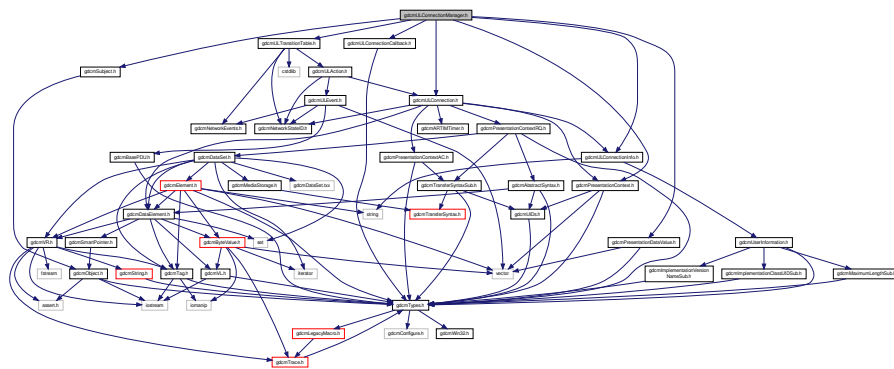 gdcmULConnectionManager.h
gdcmULTransitionTable.h
gdcmULConnectionCallback.h
gdcmSubject.h
cstdlib
gdcmULAction.h
gdcmULEvent.h
gdcmULConnection.h
gdcmNetworkEvents.h
gdcmNetworkStateID.h
gdcmARTIMTimer.h
gdcmPresentationContextRQ.h
gdcmBasePDU.h
gdcmDataSet.h
gdcmPresentationContextAC.h
gdcmULConnectionInfo.h
gdcmElement.h
gdcmMediaStorage.h
gdcmDataSet.txx
gdcmTransferSyntaxSub.h
gdcmAbstractSyntax.h
gdcmPresentationContext.h
gdcmDataElement.h
string
gdcmTransferSyntax.h
gdcmUIDs.h
gdcmVR.h
gdcmSmartPointer.h
gdcmByteValue.h
set
gdcmPresentationDataValue.h
gdcmUserInformation.h
fstream
gdcmObject.h
gdcmString.h
gdcmTag.h
gdcmVL.h
iterator
vector
gdcmImplementationVersion
NameSub.h
gdcmImplementationClassUIDSub.h
gdcmMaximumLengthSub.h
assert.h
iostream
iomanip
gdcmTypes.h
gdcmLegacyMacro.h
gdcmConfigure.h
gdcmWin32.h
gdcmTrace.h